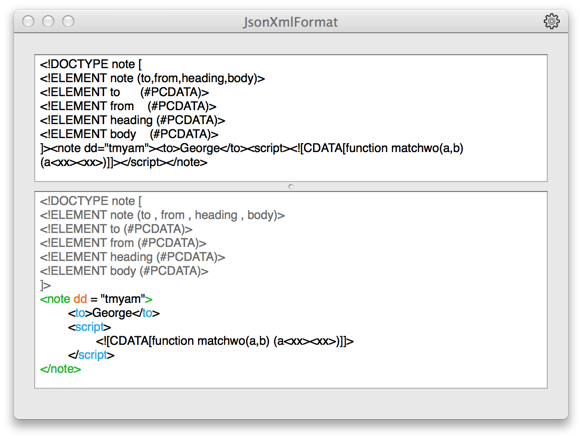 JsonXmlFormat
<!DOCTYPE note [
<!ELEMENT note (to,from,heading,body)>
<!ELEMENT to      (#PCDATA)>
<!ELEMENT from    (#PCDATA)>
<!ELEMENT heading (#PCDATA)>
<!ELEMENT body    (#PCDATA)>
]><note dd="tmyam"><to>George</to><script><![CDATA[function matchwo(a,b)
(a<xx><xx>)]]></script></note>
<!DOCTYPE note [
<!ELEMENT note (to , from , heading , body)>
<!ELEMENT to (#PCDATA)>
<!ELEMENT from (#PCDATA)>
<!ELEMENT heading (#PCDATA)>
<!ELEMENT body (#PCDATA)>
]>
<note dd = "tmyam">
<to>George</to>
<script>
<![CDATA[function matchwo(a,b) (a<xx><xx>)]]>
</script>
</note>